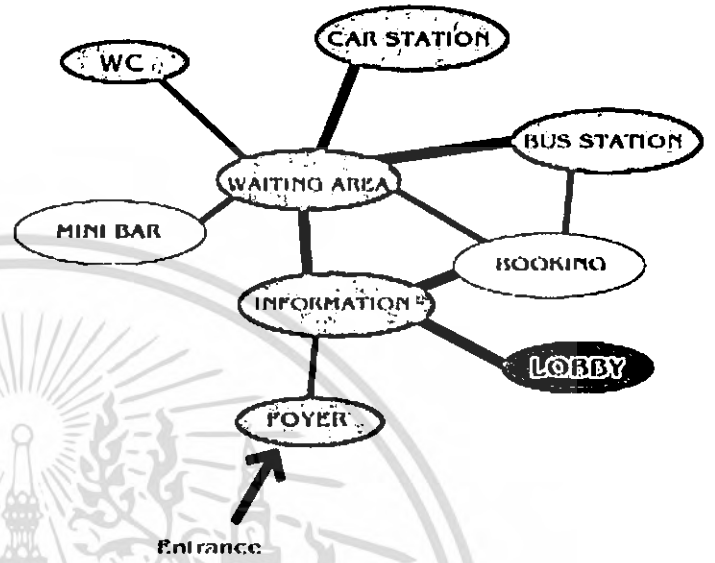 CAR STATION
WC
BUS STATION
WAITING AREA
MINI BAR
BOOKING
INFORMATION
LOBBY
FOYER
Entrance